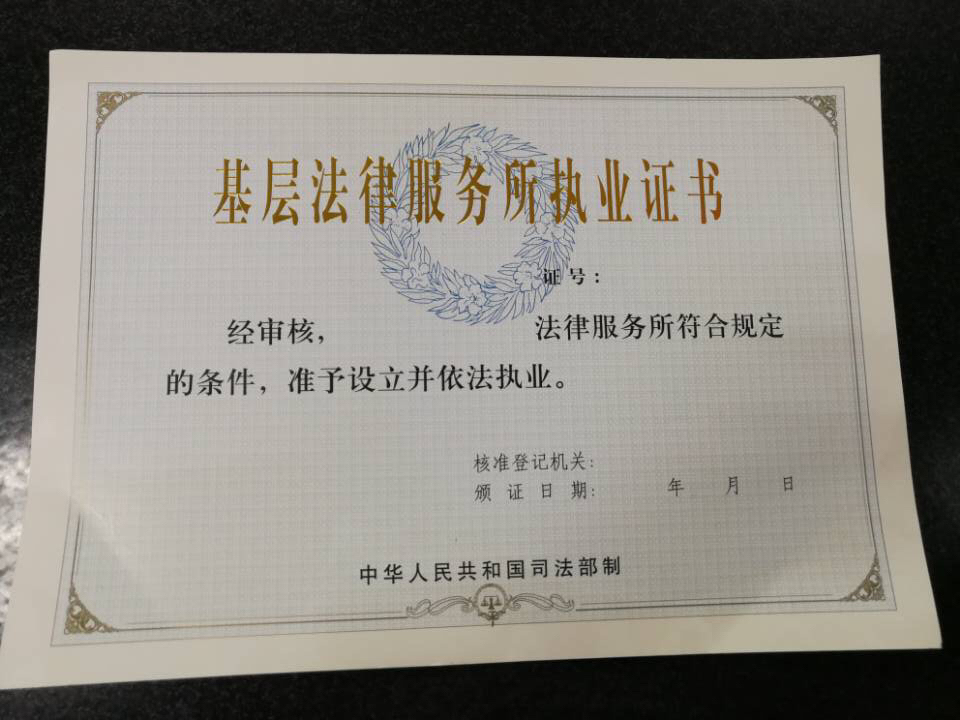 基层法律服务所执业证书
证号：
经审核，　　　　　　　法律服务所符合规定
的条件，准予设立并依法执业。
核准登记机关：
颁证日期：　　年　月　日
中华人民共和国司法部制